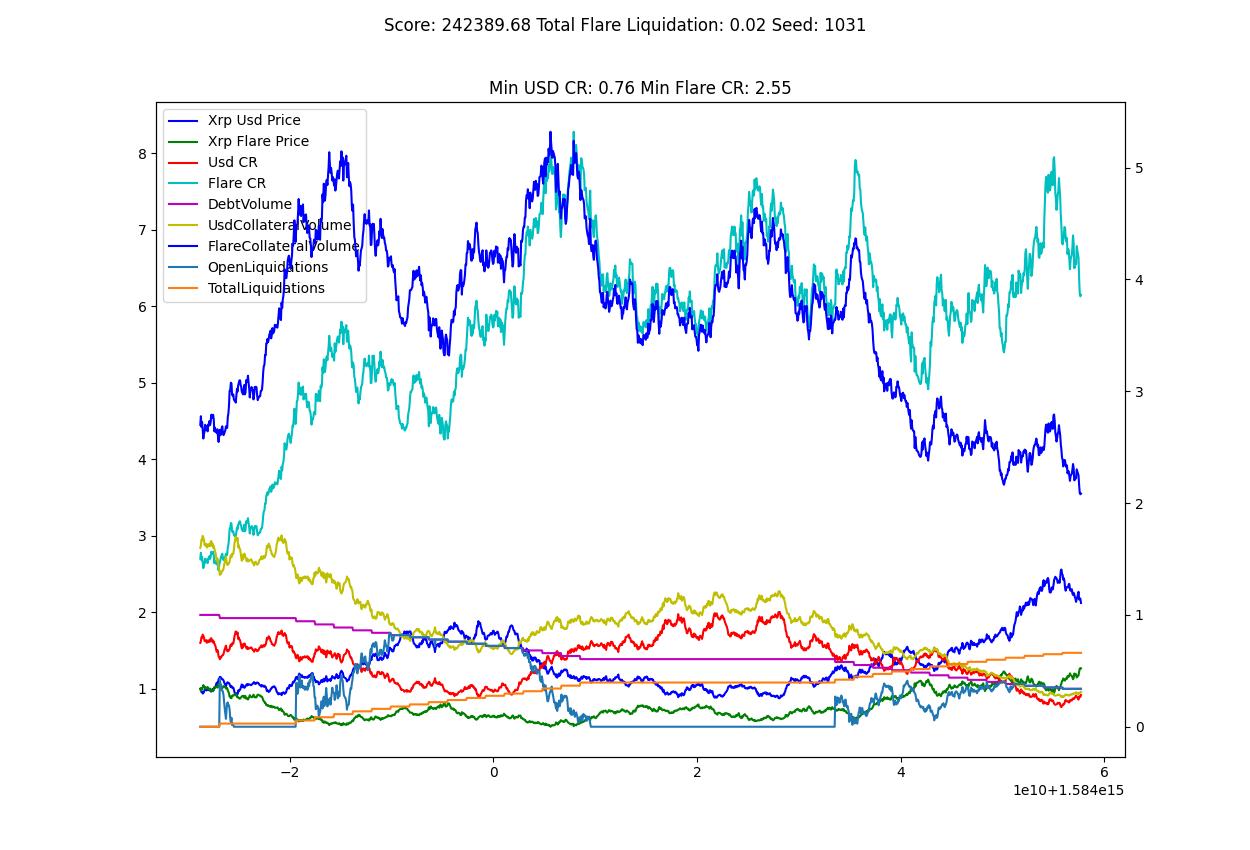 Score: 242389.68 Total Flare Liquidation: 0.02 Seed: 1031
Min USD CR: 0.76 Min Flare CR: 2.55
Xrp Usd Price
Xrp Flare Price
Usd CR
Flare CR
DebtVolume
UsdCollateralVolume
FlareCollateralVolume
OpenLiquidations
TotalLiquidations
8
7
6
5
4
3
2
1
5
4
3
2
1
0
−2
0
2
4
6
1e10+1.584e15